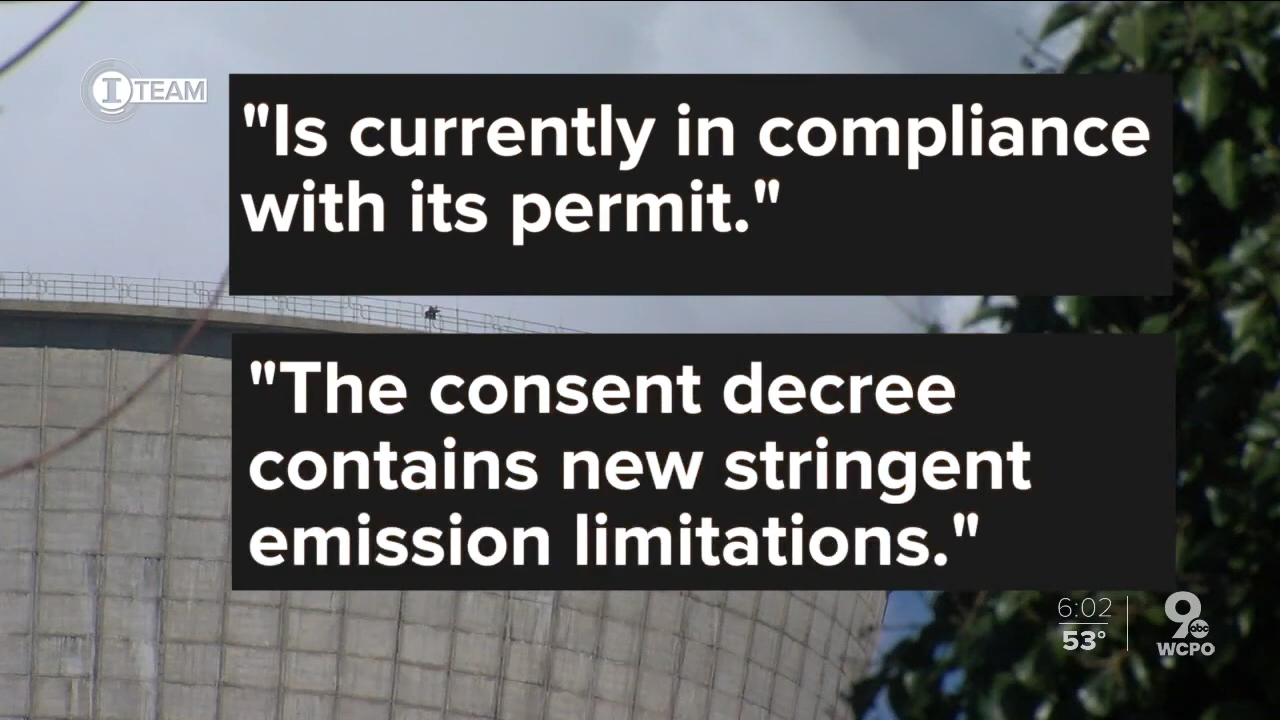 I TEAM
"Is currently in compliance
with its permit."
"The consent decree
contains new stringent
emission limitations."
6:02
53°
9
abc
WCPO